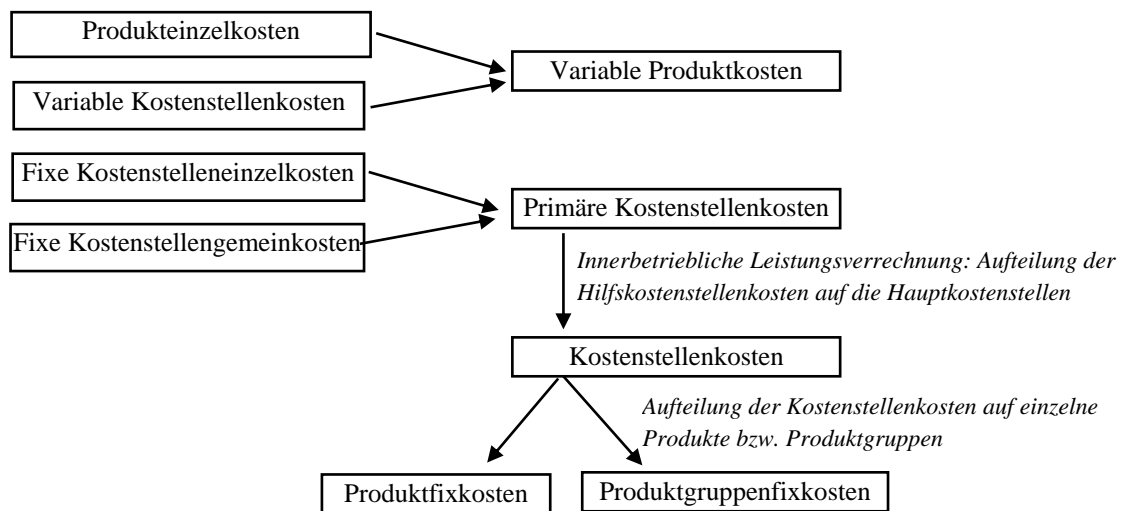 Produkteinzelkosten
Variable Produktkosten
Variable Kostenstellenkosten
Fixe Kostenstelleneinzelkosten
Primäre Kostenstellenkosten
Fixe Kostenstellengemeinkosten
Innerbetriebliche Leistungsverrechnung: Aufteilung der
Hilfskostenstellenkosten auf die Hauptkostenstellen
Kostenstellenkosten
Aufteilung der Kostenstellenkosten auf einzelne
Produkte bzw. Produktgruppen
Produktfixkosten
Produktgruppenfixkosten